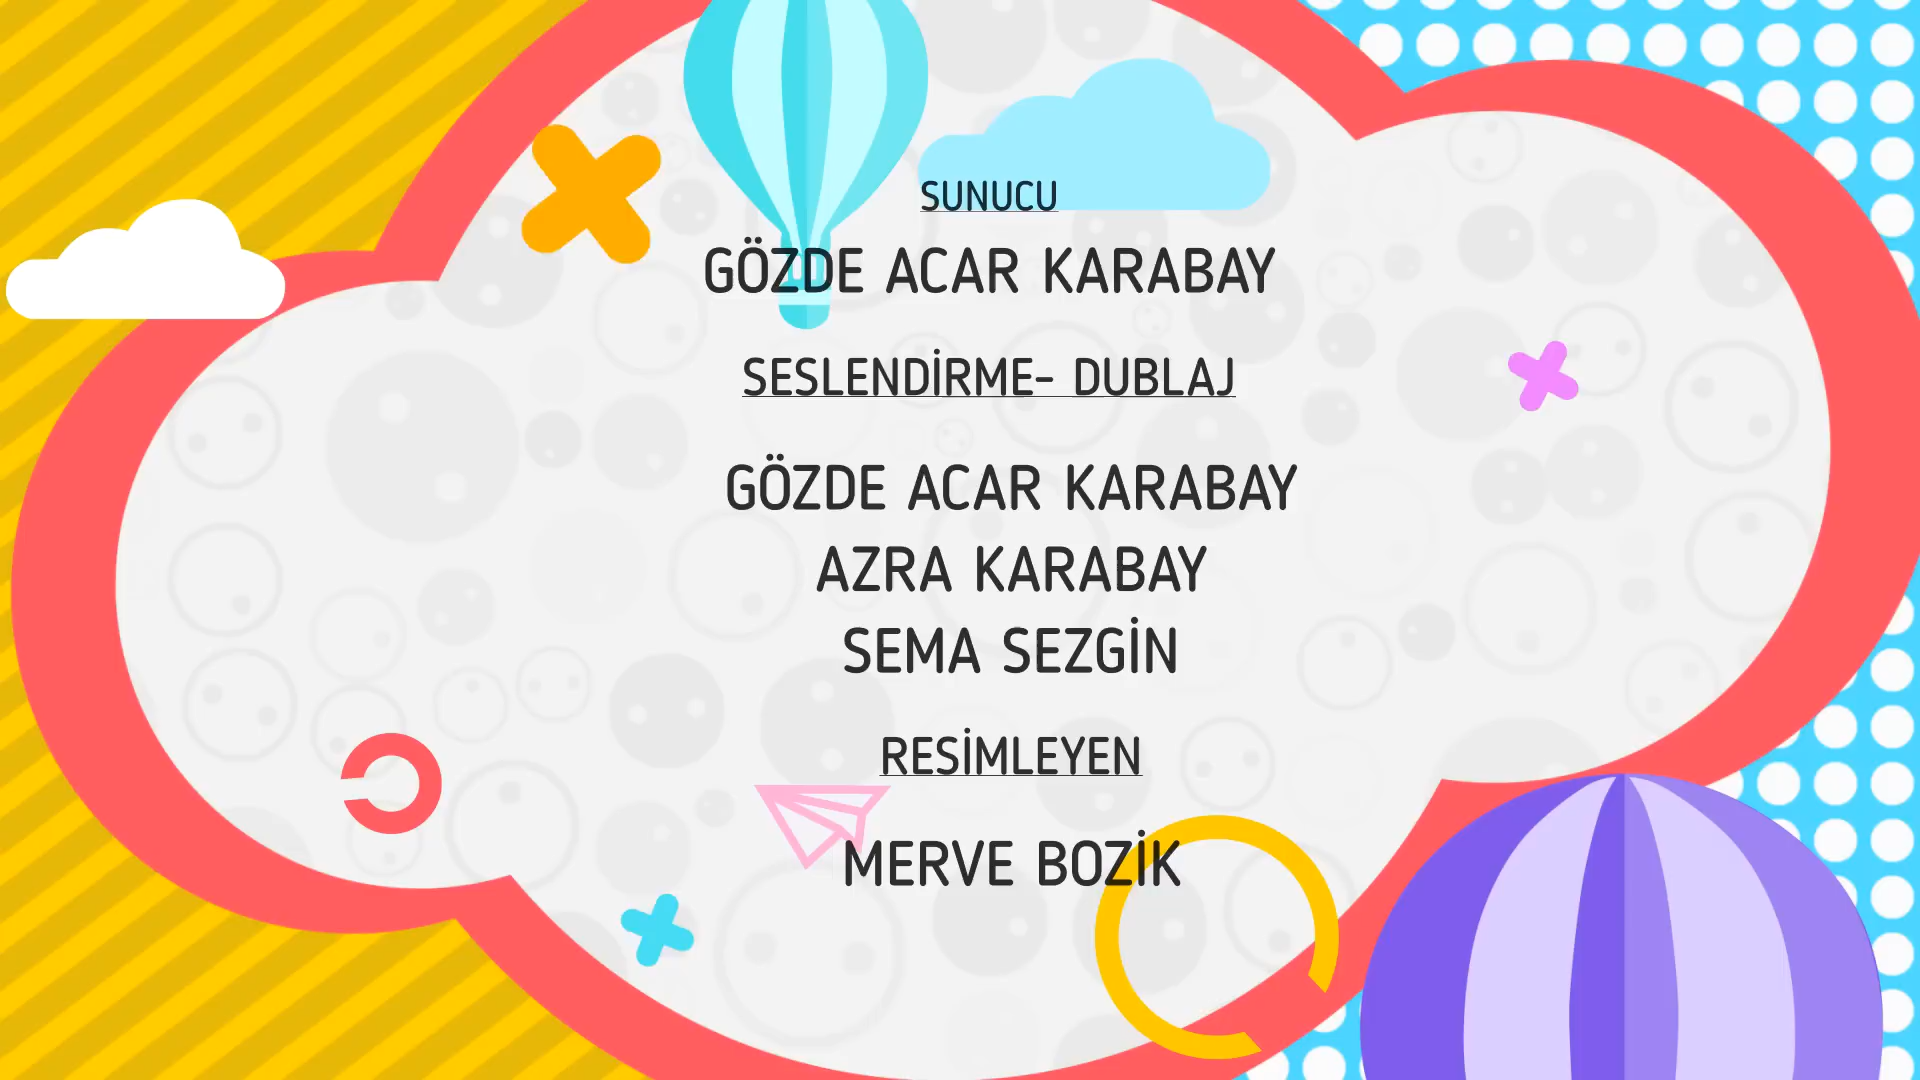 SUNUCU
GÖZDE ACAR KARABAY
SESLENDİRME- DUBLAJ
GÖZDE ACAR KARABAY
AZRA KARABAY
SEMA SEZGİN
RESİMLEYEN
MERVE BOZİK